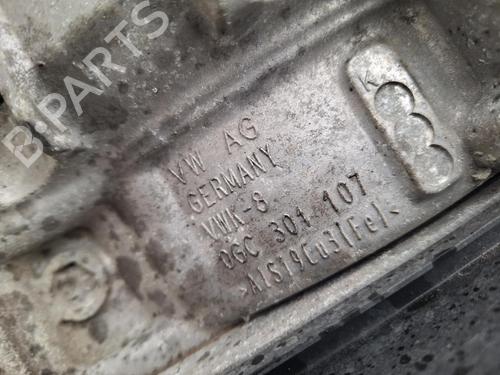 B-PARTS
VW AG
GERMANY
VWK-8
0GC 301 107
>AlSi9Cu3(Fe)<
K